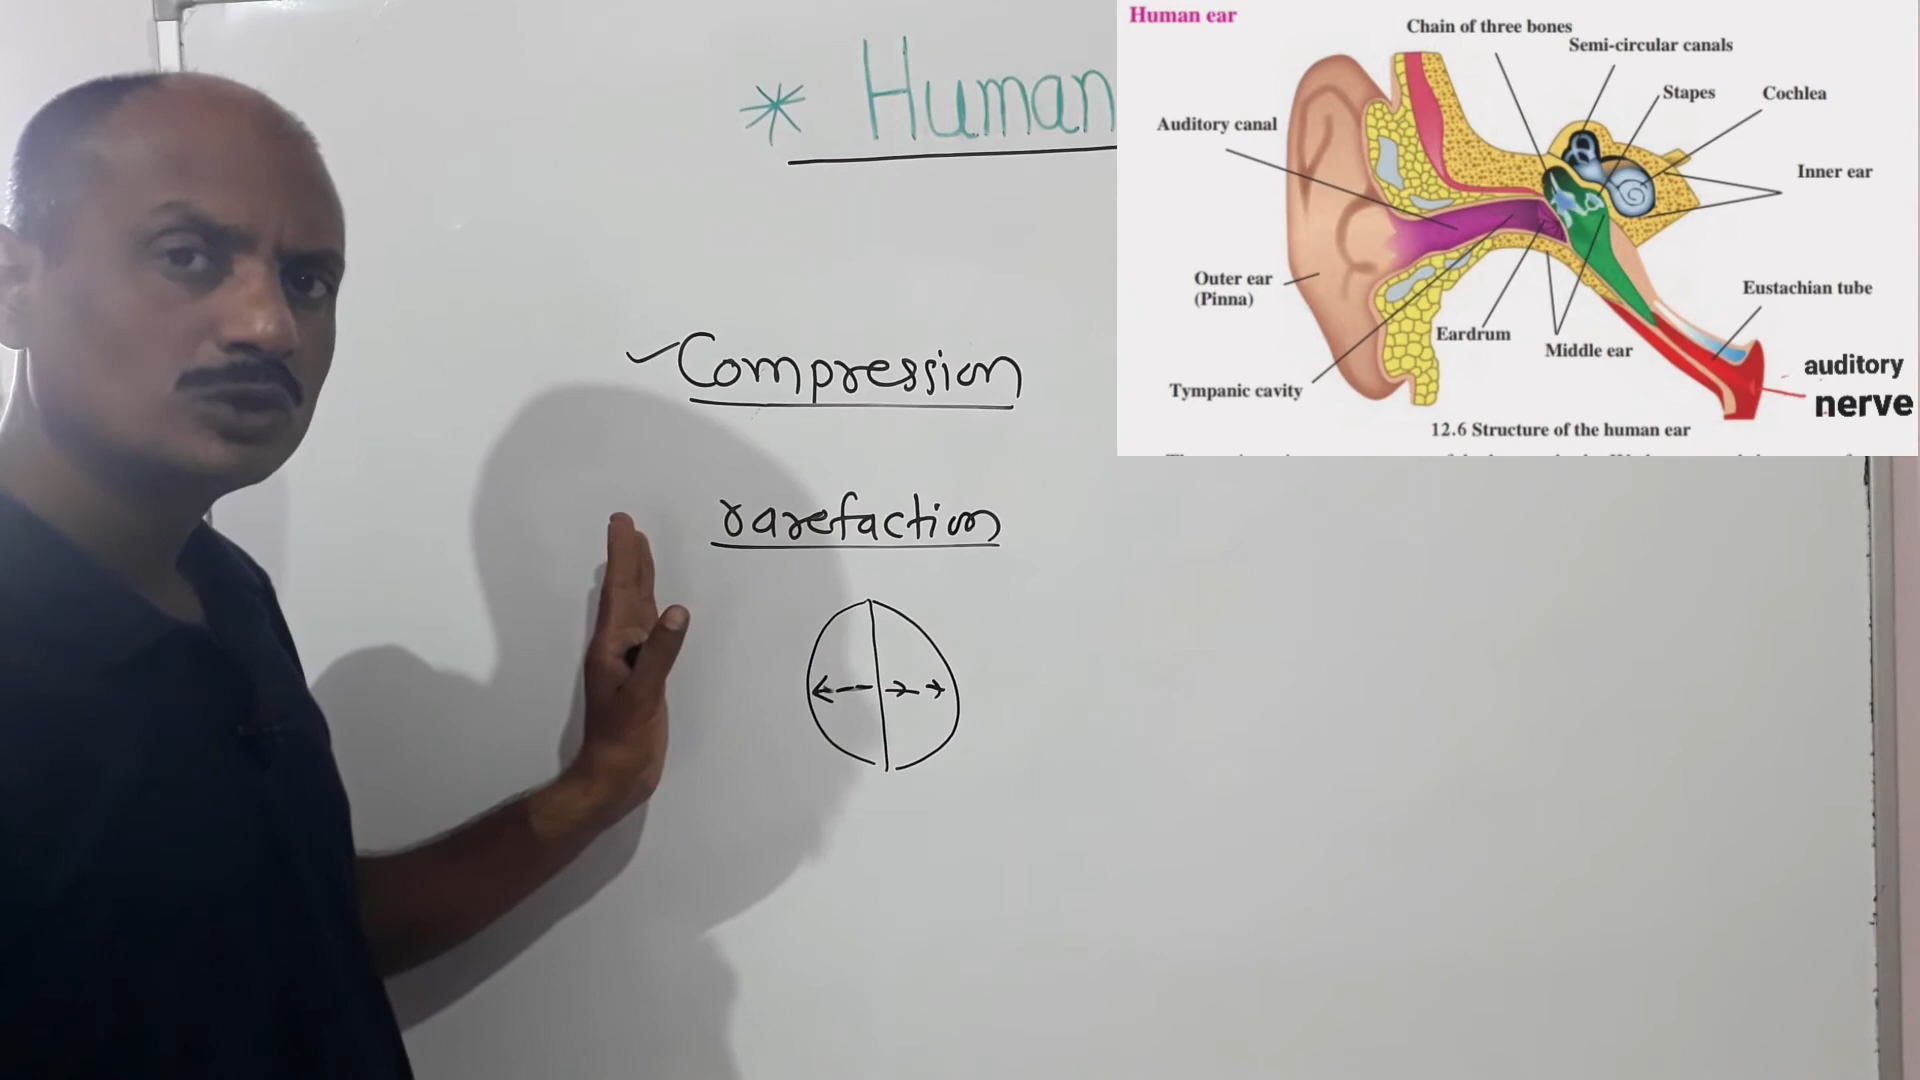 * Human
Compression
rarefaction
Human ear
Chain of three bones
Semi-circular canals
Stapes
Cochlea
Auditory canal
Inner ear
Outer ear
(Pinna)
Eustachian tube
Eardrum
Middle ear
auditory
nerve
Tympanic cavity
12.6 Structure of the human ear